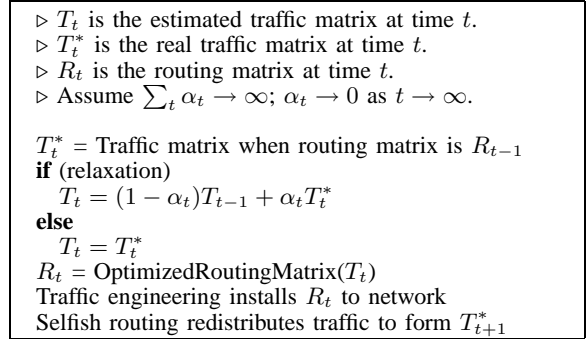 ▷ T_t is the estimated traffic matrix at time t.
▷ T_t^* is the real traffic matrix at time t.
▷ R_t is the routing matrix at time t.
▷ Assume ∑_t α_t → ∞; α_t → 0 as t → ∞.
T_t^* = Traffic matrix when routing matrix is R_{t−1}
if (relaxation)
T_t = (1 − α_t)T_{t−1} + α_tT_t^*
else
T_t = T_t^*
R_t = OptimizedRoutingMatrix(T_t)
Traffic engineering installs R_t to network
Selfish routing redistributes traffic to form T_{t+1}^*